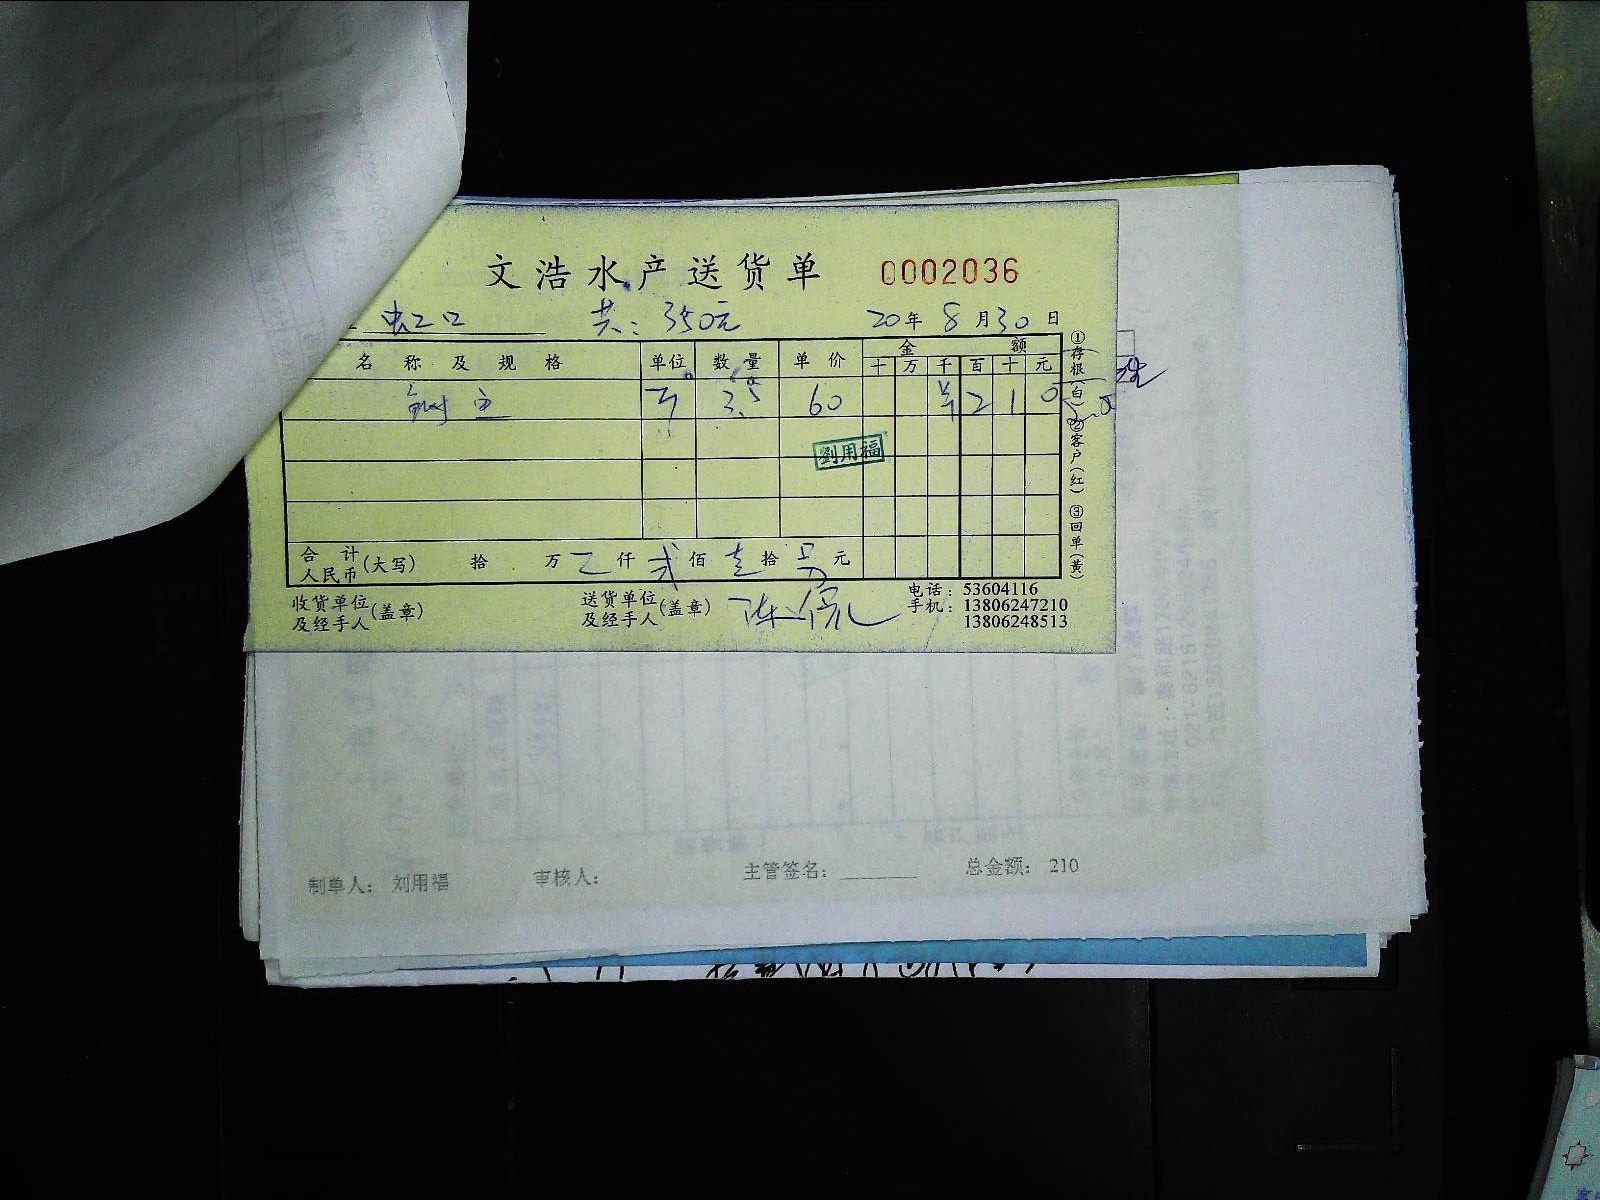 文浩水产送货单 0002036
虹口 共:350元 20年8月30日
名称及规格 单位 数量 单价 金额
十 万 千 百 十 元
3.5 60 ¥ 2 1 0
劉用福
合计人民币(大写) 拾 万 仟 贰 佰 壹 拾 元
收货单位及经手人(盖章) 送货单位及经手人(盖章)
电话:53604116
手机:13806247210
13806248513
①存根(白)②客户(红)③回单(黄)
制单人: 刘用福 审核人: 主管签名: 总金额: 210